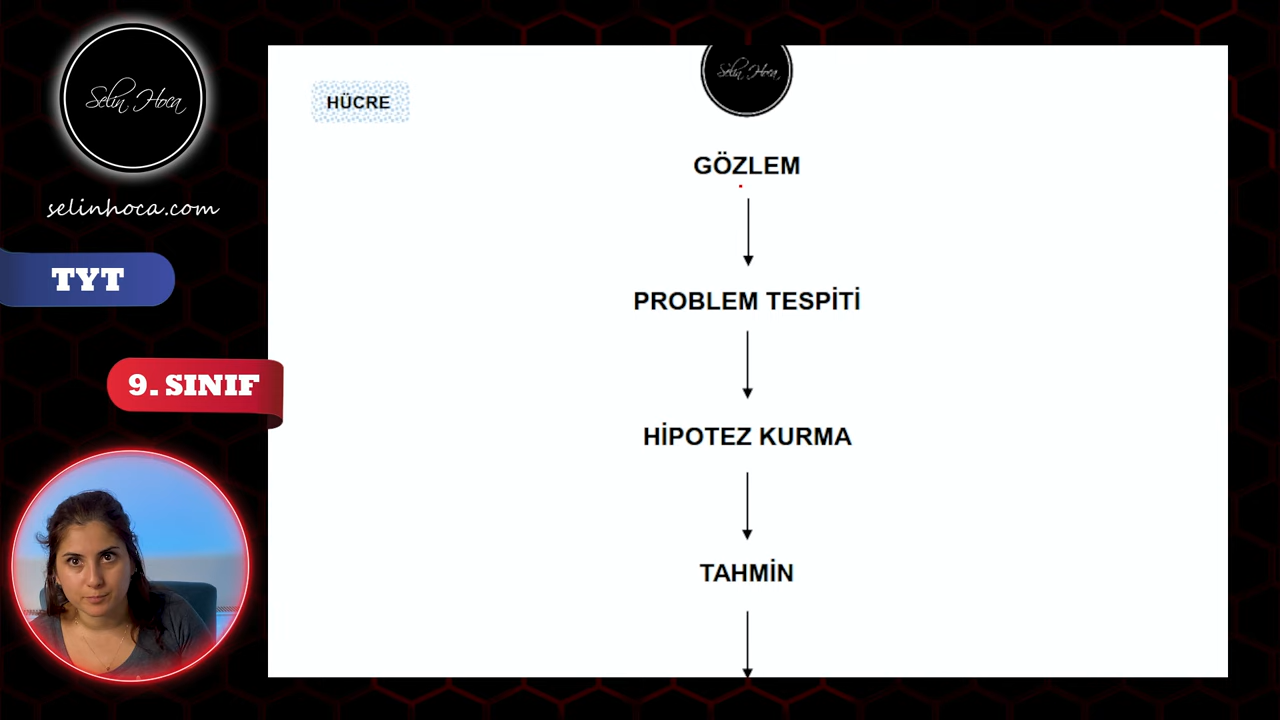 Selin Hoca
selinhoca.com
TYT
9. SINIF
Selin Hoca
HÜCRE
GÖZLEM
PROBLEM TESPİTİ
HİPOTEZ KURMA
TAHMİN